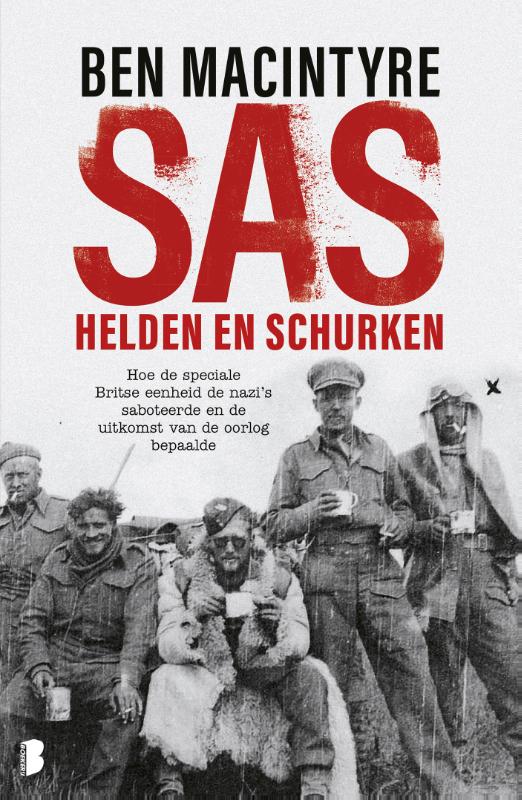 BEN MACINTYRE
SAS
HELDEN EN SCHURKEN
Hoe de speciale
Britse eenheid de nazi's
saboteerde en de
uitkomst van de oorlog
bepaalde
B
BOEKERIJ